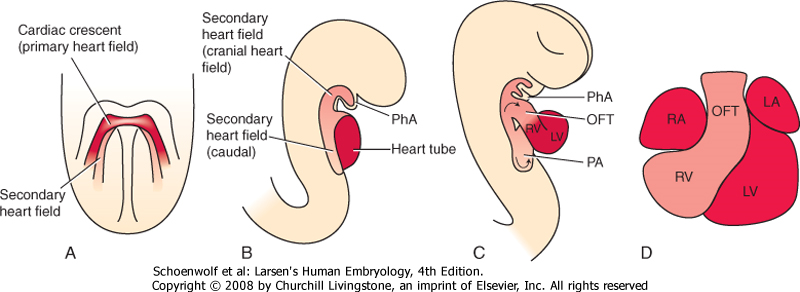 Cardiac crescent
(primary heart field)
Secondary
heart field
A
Secondary
heart field
(cranial heart
field)
Secondary
heart field
(caudal)
PhA
Heart tube
B
PhA
OFT
RV
LV
PA
C
RA
OFT
LA
RV
LV
D
Schoenwolf et al: Larsen's Human Embryology, 4th Edition.
Copyright © 2008 by Churchill Livingstone, an imprint of Elsevier, Inc. All rights reserved